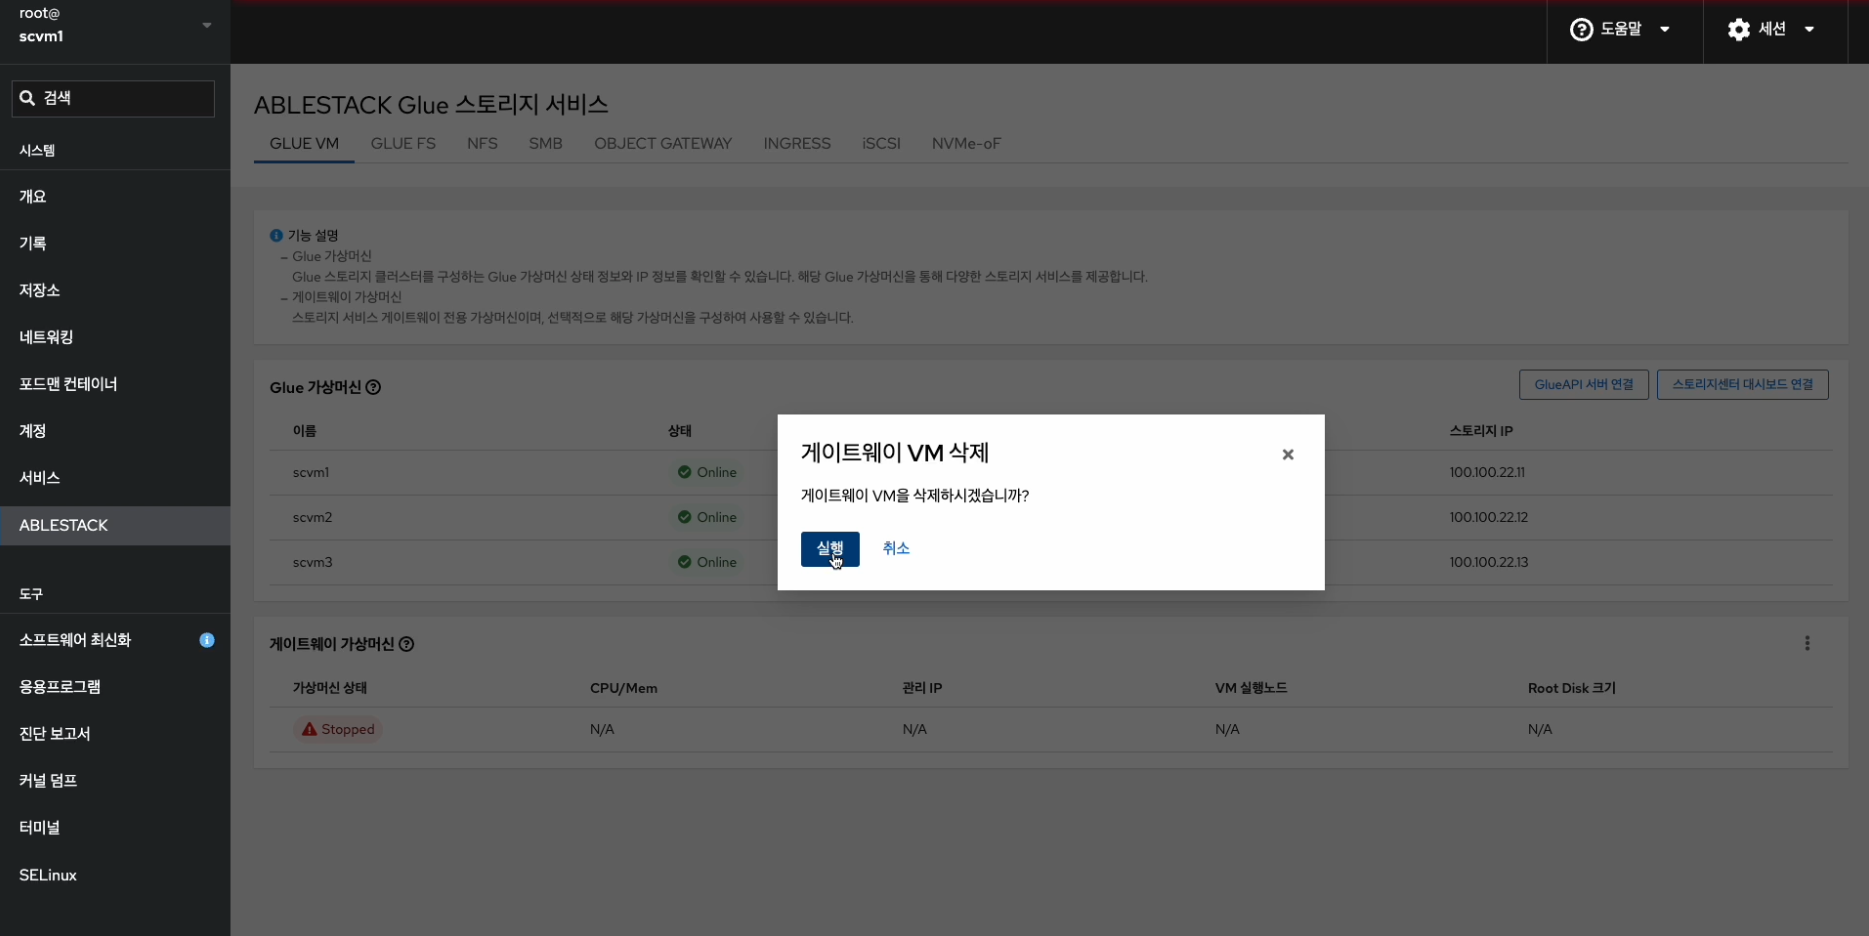 root@
scvm1
도움말
세션
검색
시스템
개요
기록
저장소
네트워킹
포드맨 컨테이너
계정
서비스
ABLESTACK
도구
소프트웨어 최신화
응용프로그램
진단 보고서
커널 덤프
터미널
SELinux
ABLESTACK Glue 스토리지 서비스
GLUE VM GLUE FS NFS SMB OBJECT GATEWAY INGRESS iSCSI NVMe-oF
기능 설명
– Glue 가상머신
Glue 스토리지 클러스터를 구성하는 Glue 가상머신 상태 정보와 IP 정보를 확인할 수 있습니다. 해당 Glue 가상머신을 통해 다양한 스토리지 서비스를 제공합니다.
– 게이트웨이 가상머신
스토리지 서비스 게이트웨이 전용 가상머신이며, 선택적으로 해당 가상머신을 구성하여 사용할 수 있습니다.
Glue 가상머신
GlueAPI 서버 연결 스토리지센터 대시보드 연결
이름 상태 스토리지 IP
scvm1 Online 100.100.22.11
scvm2 Online 100.100.22.12
scvm3 Online 100.100.22.13
게이트웨이 VM 삭제
게이트웨이 VM을 삭제하시겠습니까?
실행 취소
게이트웨이 가상머신
가상머신 상태 CPU/Mem 관리 IP VM 실행노드 Root Disk 크기
Stopped N/A N/A N/A N/A